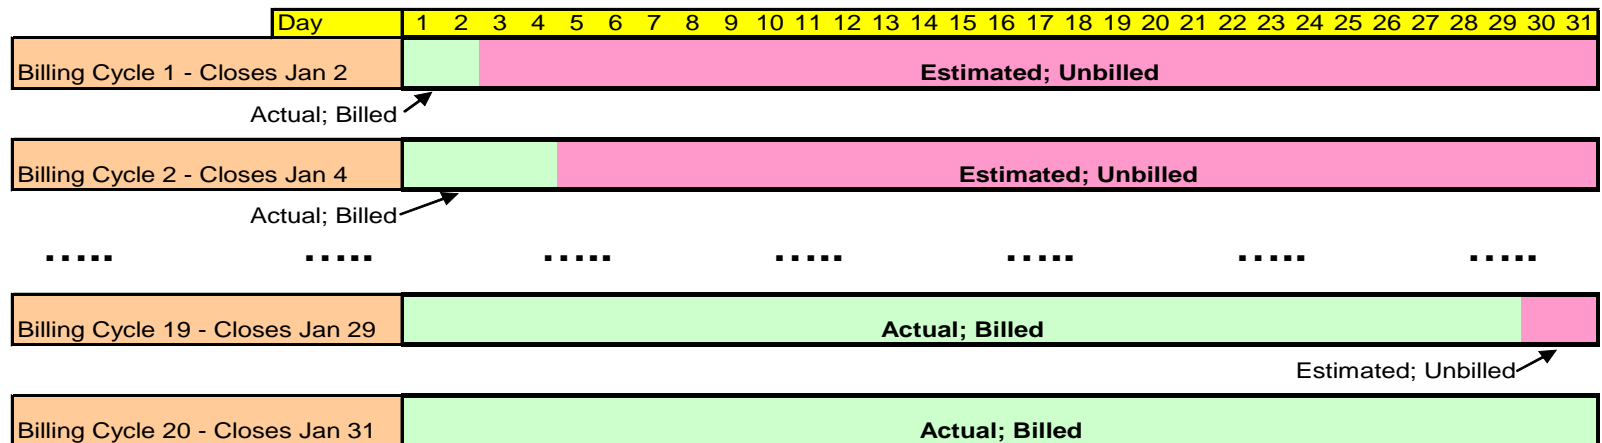 Day 1 2 3 4 5 6 7 8 9 10 11 12 13 14 15 16 17 18 19 20 21 22 23 24 25 26 27 28 29 30 31
Billing Cycle 1 - Closes Jan 2 Estimated; Unbilled
Actual; Billed
Billing Cycle 2 - Closes Jan 4 Estimated; Unbilled
Actual; Billed
..... ..... ..... ..... ..... ..... .....
Billing Cycle 19 - Closes Jan 29 Actual; Billed
Estimated; Unbilled
Billing Cycle 20 - Closes Jan 31 Actual; Billed